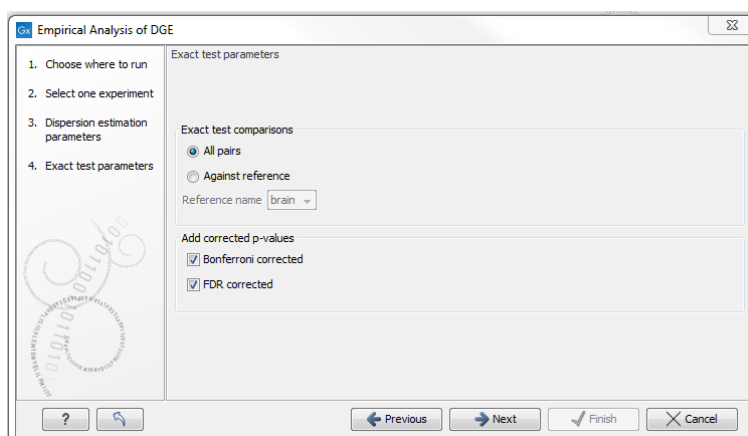 Gx Empirical Analysis of DGE
1. Choose where to run
2. Select one experiment
3. Dispersion estimation
parameters
4. Exact test parameters
Exact test parameters
Exact test comparisons
All pairs
Against reference
Reference name brain
Add corrected p-values
Bonferroni corrected
FDR corrected
? Previous Next Finish Cancel